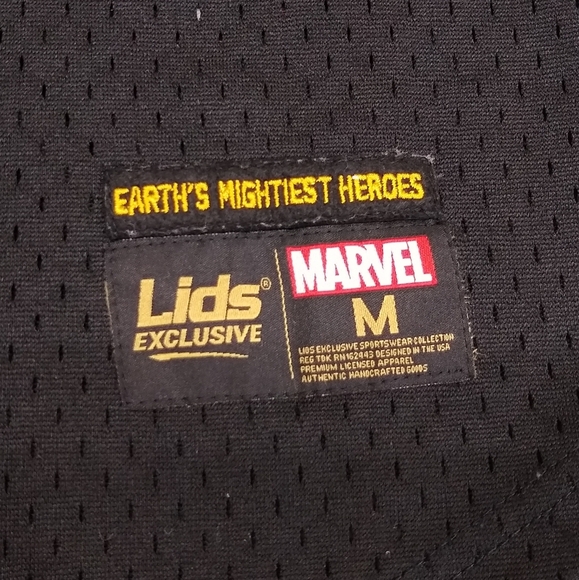 EARTH'S MIGHTIEST HEROES
Lids®
EXCLUSIVE
MARVEL
M
LIDS EXCLUSIVE SPORTSWEAR COLLECTION
REG TDK RN162443 DESIGNED IN THE USA
PREMIUM LICENSED APPAREL
AUTHENTIC HANDCRAFTED GOODS